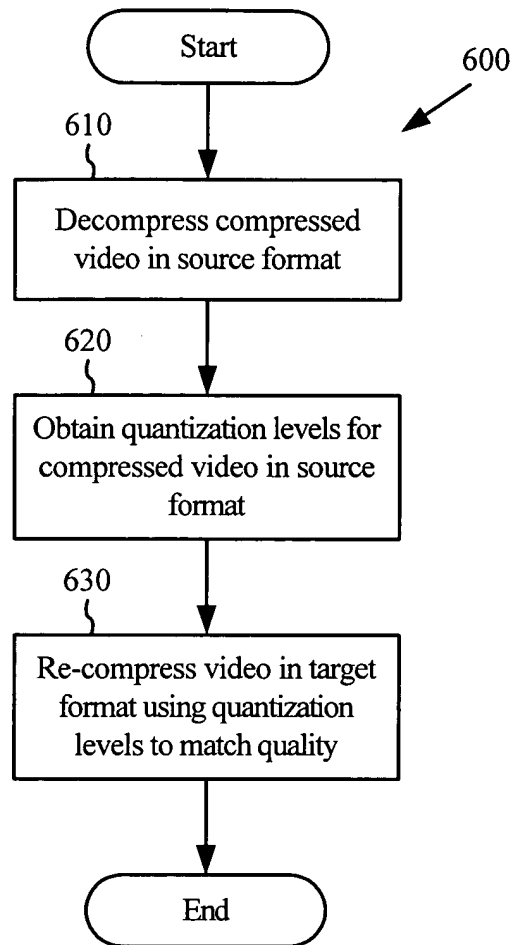 Start
600
610
Decompress compressed
video in source format
620
Obtain quantization levels for
compressed video in source
format
630
Re-compress video in target
format using quantization
levels to match quality
End